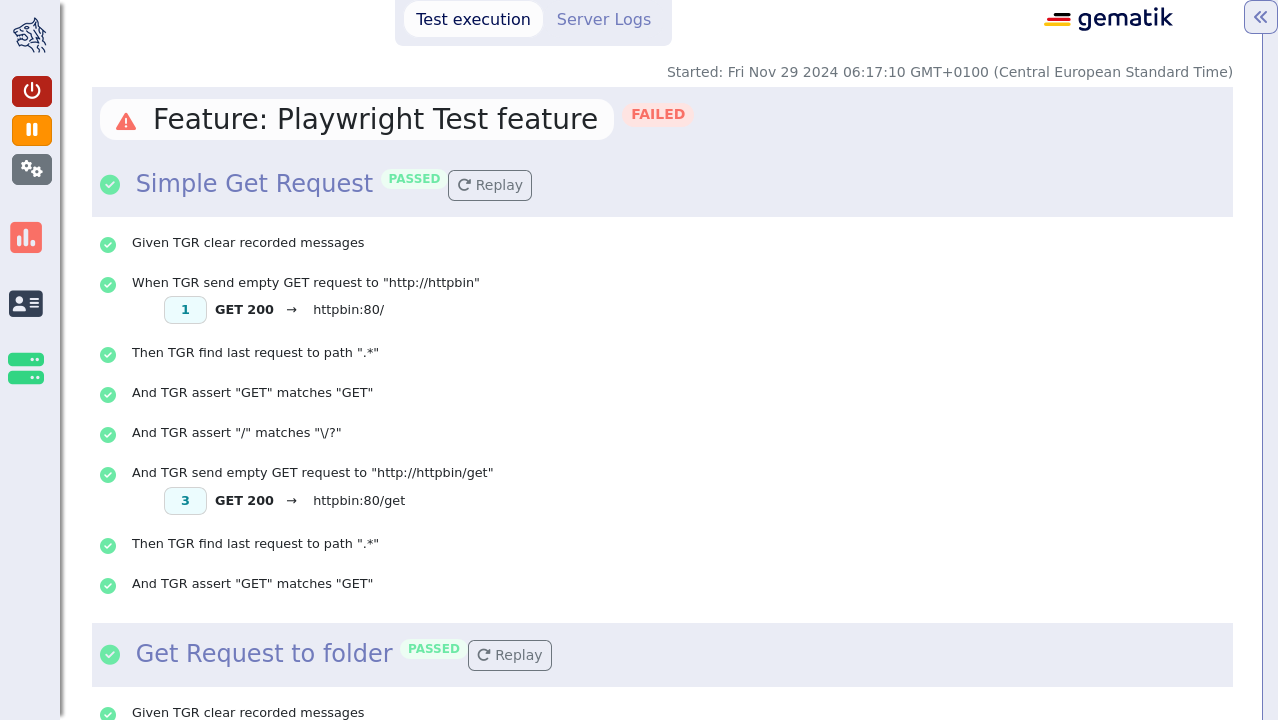 Test execution
Server Logs
gematik
Started: Fri Nov 29 2024 06:17:10 GMT+0100 (Central European Standard Time)
Feature: Playwright Test feature FAILED
Simple Get Request PASSED Replay
Given TGR clear recorded messages
When TGR send empty GET request to "http://httpbin"
1 GET 200 → httpbin:80/
Then TGR find last request to path ".*"
And TGR assert "GET" matches "GET"
And TGR assert "/" matches "\/?"
And TGR send empty GET request to "http://httpbin/get"
3 GET 200 → httpbin:80/get
Then TGR find last request to path ".*"
And TGR assert "GET" matches "GET"
Get Request to folder PASSED Replay
Given TGR clear recorded messages